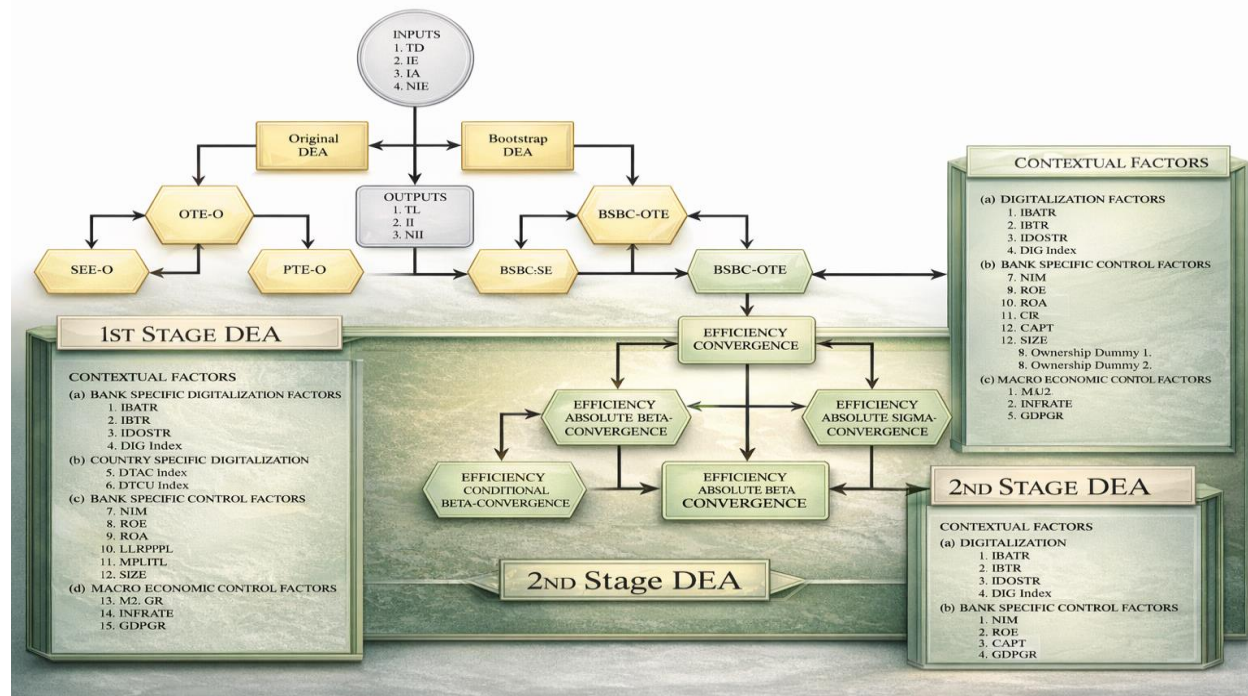 INPUTS
1. TD
2. IE
3. IA
4. NIE
Original
DEA
Bootstrap
DEA
OTE-O
OUTPUTS
1. TL
2. II
3. NII
BSBC-OTE
SEE-O
PTE-O
BSBC:SE
BSBC-OTE
CONTEXTUAL FACTORS
(a) DIGITALIZATION FACTORS
1. IBATR
2. IBTR
3. IDOSTR
4. DIG Index
(b) BANK SPECIFIC CONTROL FACTORS
7. NIM
9. ROE
10. ROA
11. CIR
12. CAPT
12. SIZE
8. Ownership Dummy 1.
8. Ownership Dummy 2.
(c) MACRO ECONOMIC CONTOL FACTORS
1. MU2
2. INFRATE
5. GDPGR
1ST STAGE DEA
CONTEXTUAL FACTORS
(a) BANK SPECIFIC DIGITALIZATION FACTORS
1. IBATR
2. IBTR
3. IDOSTR
4. DIG Index
(b) COUNTRY SPECIFIC DIGITALIZATION
5. DTAC Index
6. DTCU Index
(c) BANK SPECIFIC CONTROL FACTORS
7. NIM
8. ROE
9. ROA
10. LLRPPPL
11. MPLITL
12. SIZE
(d) MACRO ECONOMIC CONTROL FACTORS
13. M2. GR
14. INFRATE
15. GDPGR
EFFICIENCY
CONVERGENCE
EFFICIENCY
ABSOLUTE BETA-
CONVERGENCE
EFFICIENCY
ABSOLUTE SIGMA-
CONVERGENCE
EFFICIENCY
CONDITIONAL
BETA-CONVERGENCE
EFFICIENCY
ABSOLUTE BETA
CONVERGENCE
2ND Stage DEA
2ND STAGE DEA
CONTEXTUAL FACTORS
(a) DIGITALIZATION
1. IBATR
2. IBTR
3. IDOSTR
4. DIG Index
(b) BANK SPECIFIC CONTROL FACTORS
1. NIM
2. ROE
3. CAPT
4. GDPGR